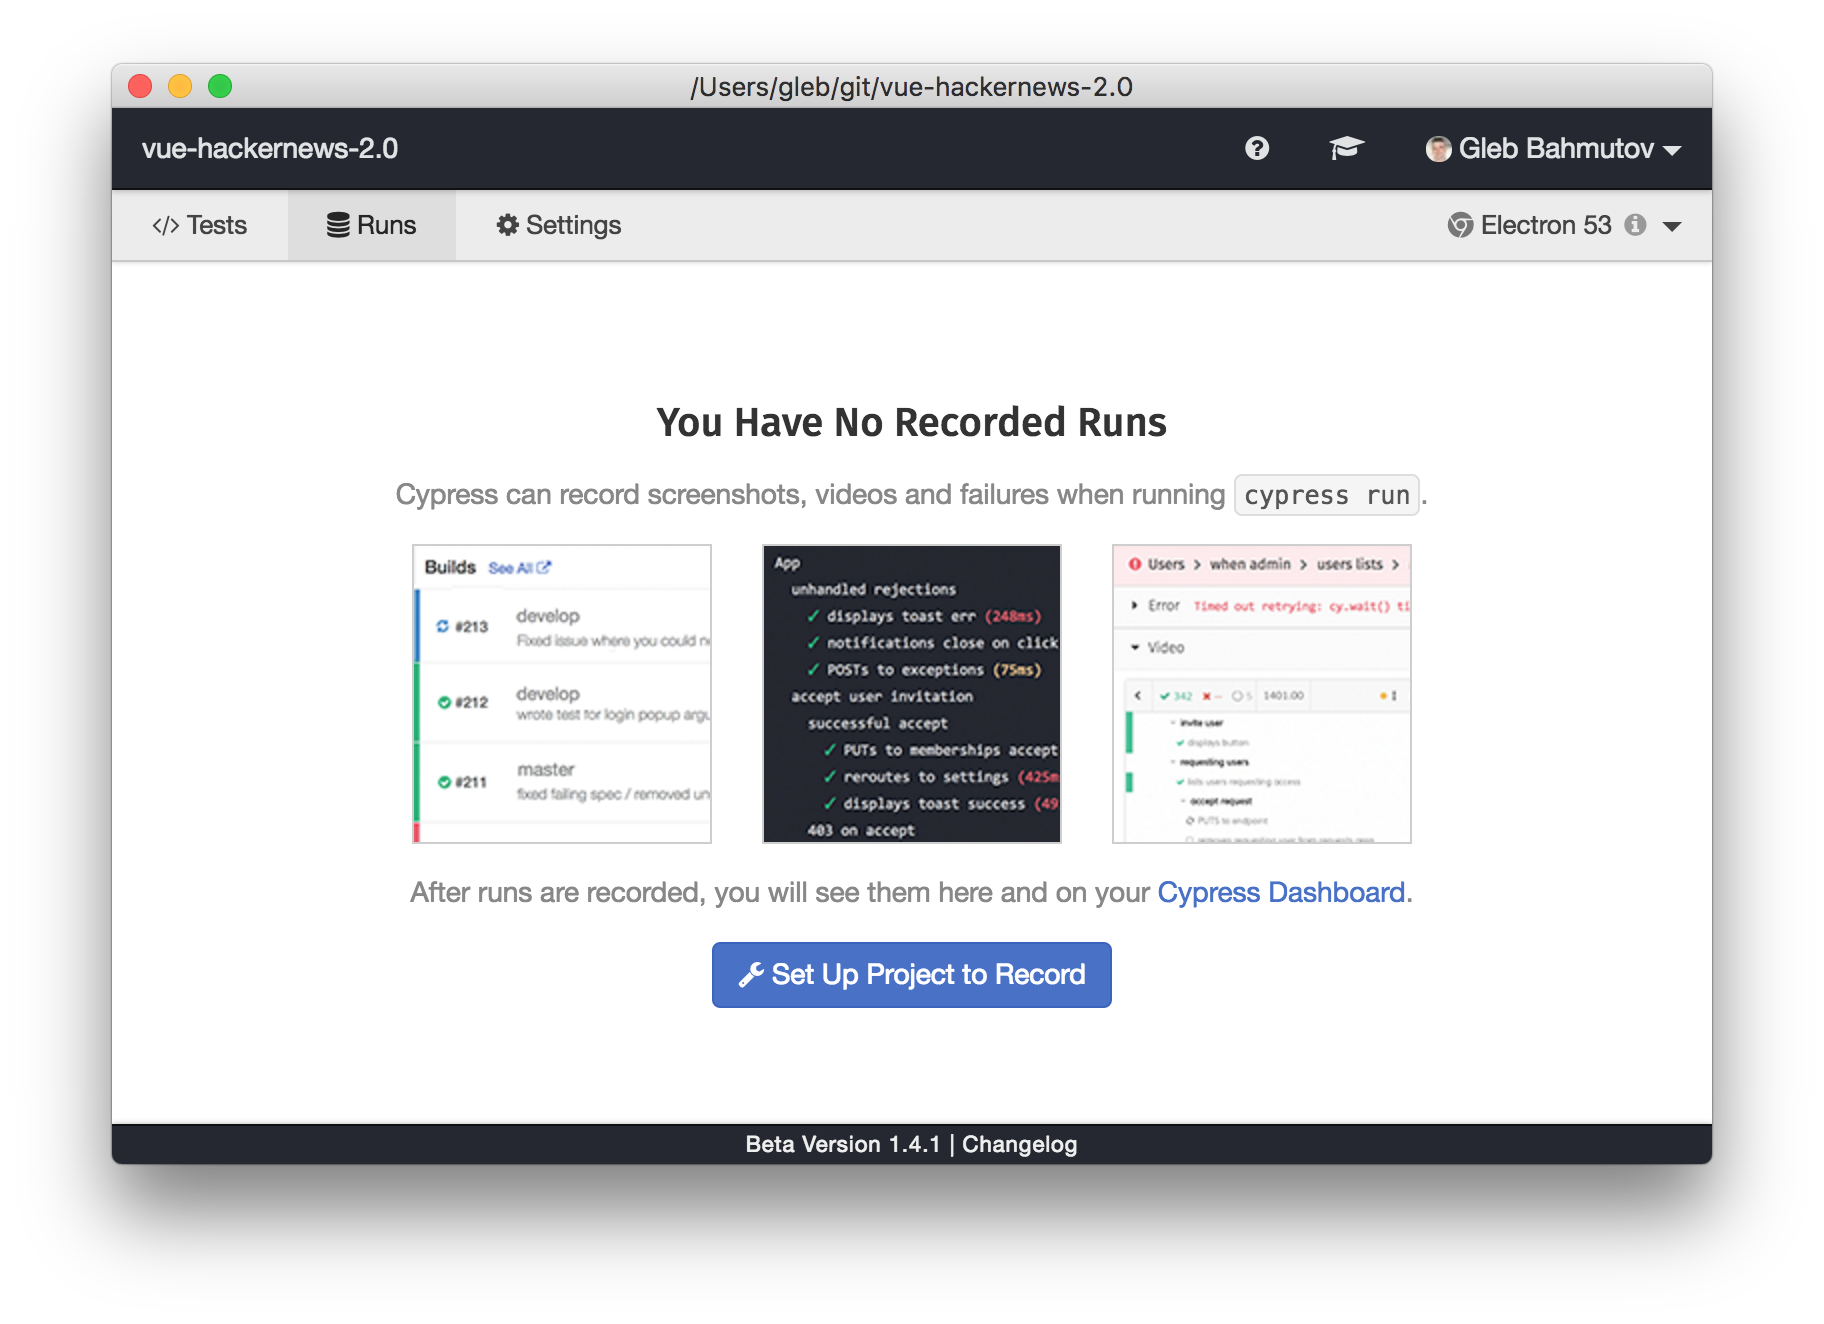 /Users/gleb/git/vue-hackernews-2.0
vue-hackernews-2.0
Gleb Bahmutov
</> Tests
Runs
Settings
Electron 53
You Have No Recorded Runs
Cypress can record screenshots, videos and failures when running cypress run.
Builds See All
#213
develop
Fixed issue where you could
#212
develop
wrote test for login popup
#211
master
fixed failing spec / removed
App
unhandled rejections
✓ displays toast err (248ms)
✓ notifications close on click
✓ POSTs to exceptions (75ms)
accept user invitation
successful accept
✓ PUTs to memberships accept
✓ reroutes to settings (425m
✓ displays toast success (49
403 on accept
Users > when admin > users lists >
Error Timed out retrying: cy.wait() ti
Video
342 -- 5 1401.00
invite user
displays button
requesting users
lists users requesting access
accept request
PUTS to endpoint
After runs are recorded, you will see them here and on your Cypress Dashboard.
Set Up Project to Record
Beta Version 1.4.1 | Changelog